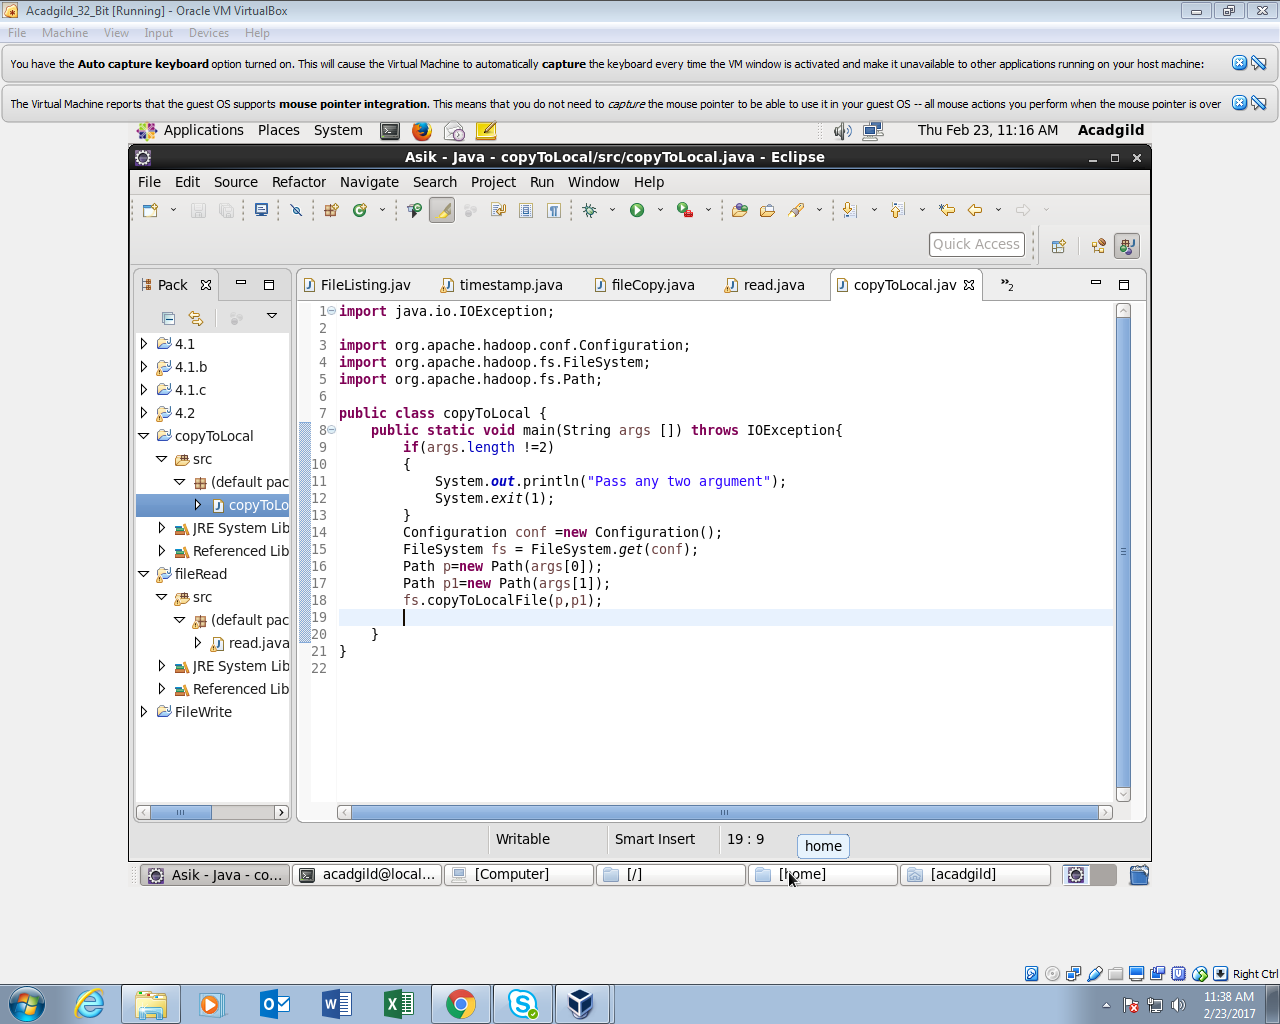 Acadgild_32_Bit [Running] - Oracle VM VirtualBox
File Machine View Input Devices Help
You have the Auto capture keyboard option turned on. This will cause the Virtual Machine to automatically capture the keyboard every time the VM window is activated and make it unavailable to other applications running on your host machine:
The Virtual Machine reports that the guest OS supports mouse pointer integration. This means that you do not need to capture the mouse pointer to be able to use it in your guest OS -- all mouse actions you perform when the mouse pointer is over
Applications Places System Thu Feb 23, 11:16 AM Acadgild
Asik - Java - copyToLocal/src/copyToLocal.java - Eclipse
File Edit Source Refactor Navigate Search Project Run Window Help
Quick Access
Pack
FileListing.jav timestamp.java fileCopy.java read.java copyToLocal.jav »2
4.1
4.1.b
4.1.c
4.2
copyToLocal
src
(default pac
copyToLo
JRE System Lib
Referenced Lib
fileRead
src
(default pac
read.java
JRE System Lib
Referenced Lib
FileWrite
1 import java.io.IOException;
2
3 import org.apache.hadoop.conf.Configuration;
4 import org.apache.hadoop.fs.FileSystem;
5 import org.apache.hadoop.fs.Path;
6
7 public class copyToLocal {
8 public static void main(String args []) throws IOException{
9 if(args.length !=2)
10 {
11 System.out.println("Pass any two argument");
12 System.exit(1);
13 }
14 Configuration conf =new Configuration();
15 FileSystem fs = FileSystem.get(conf);
16 Path p=new Path(args[0]);
17 Path p1=new Path(args[1]);
18 fs.copyToLocalFile(p,p1);
19
20 }
21 }
22
Writable Smart Insert 19 : 9
home
Asik - Java - co... acadgild@local... [Computer] [/] [home] [acadgild]
Right Ctrl
11:38 AM
2/23/2017